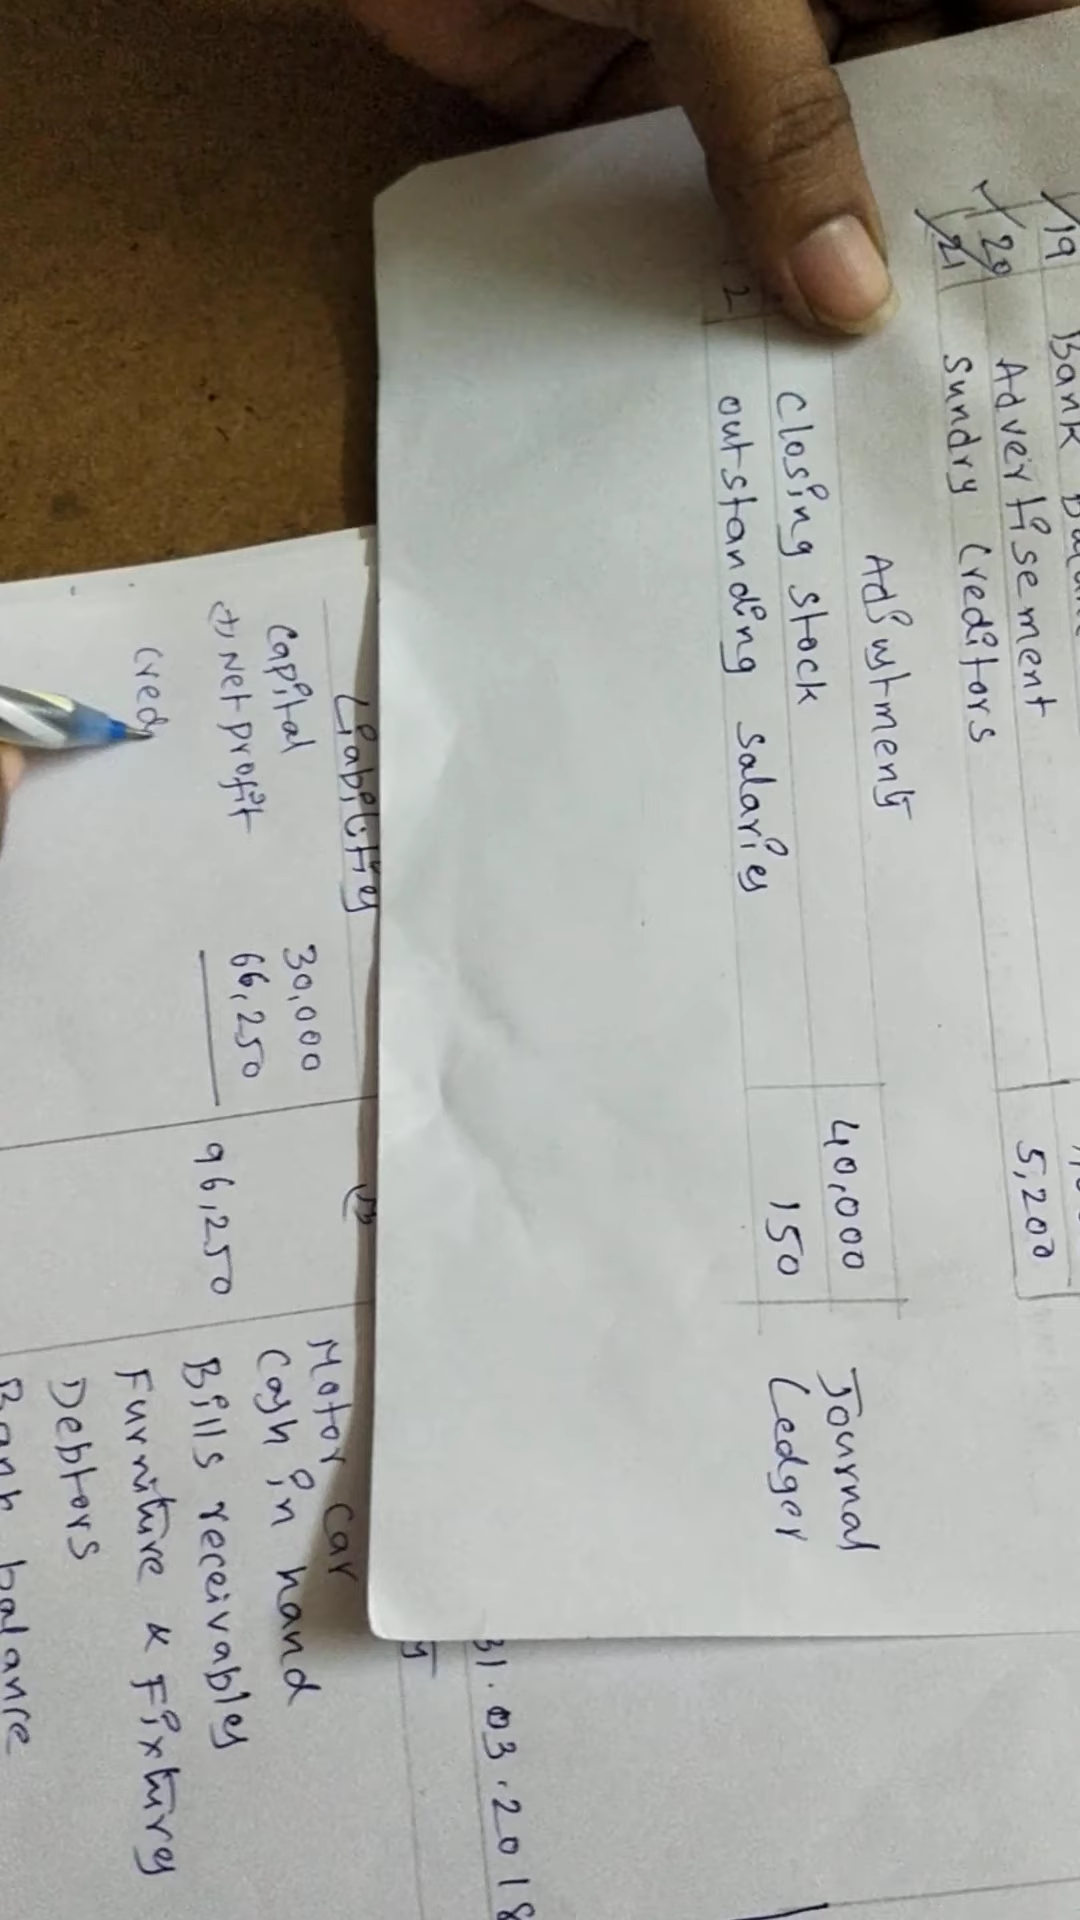 19 Bank
20 Advertisement
21 Sundry Creditors 5,200
Adjustments
Closing stock 40,000 Journal
2 outstanding salaries 150 Ledger
31.03.2018
Liabilities
Capital 30,000 Motor car
(+) Net profit 66,250 96,250 Cash in hand
Cred Bills receivables
Furniture & Fixtures
Debtors
Bank balance